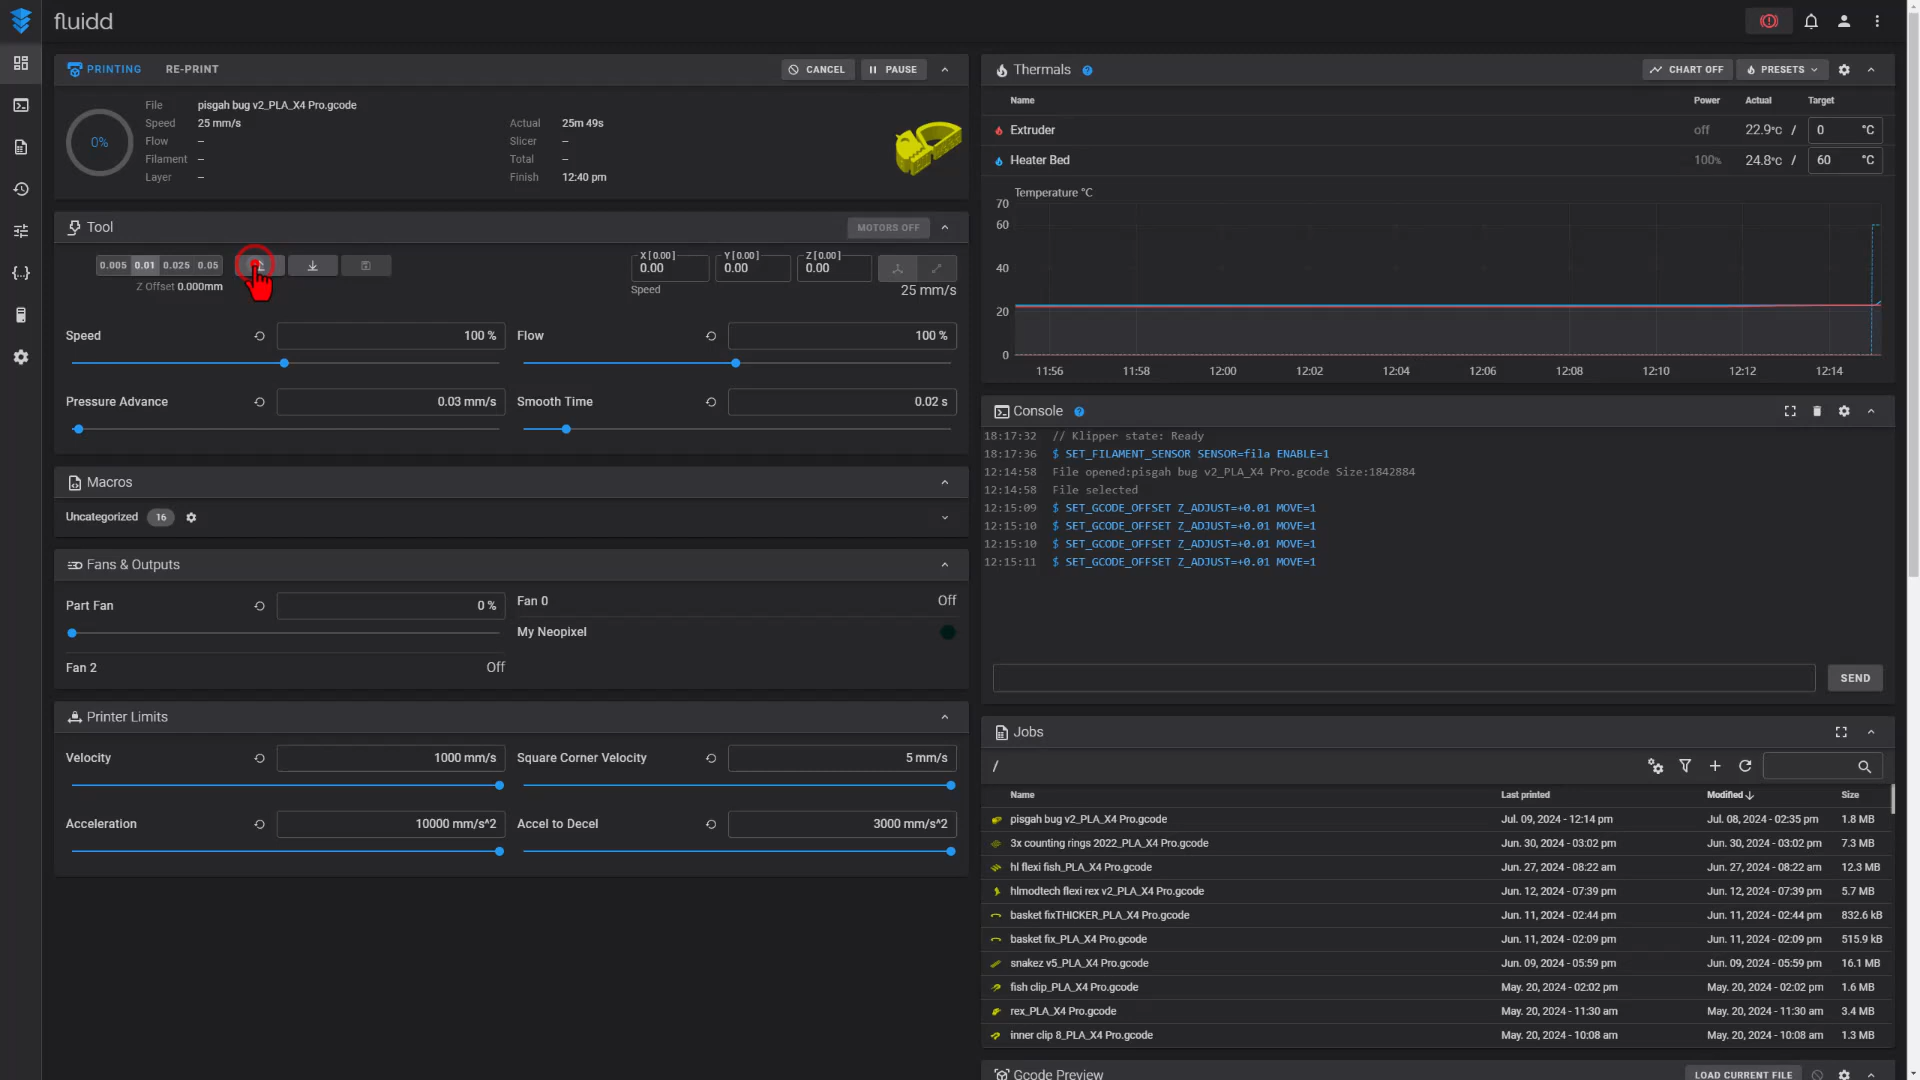 fluidd
PRINTING
RE-PRINT
CANCEL
PAUSE
0%
File pisgah bug v2_PLA_X4 Pro.gcode
Speed 25 mm/s
Flow –
Filament –
Layer –
Actual 25m 49s
Slicer –
Total –
Finish 12:40 pm
Tool
MOTORS OFF
0.005 0.01 0.025 0.05
Z Offset 0.000mm
X [ 0.00 ] Y [ 0.00 ] Z [ 0.00 ]
0.00 0.00 0.00
Speed 25 mm/s
Speed 100 %
Flow 100 %
Pressure Advance 0.03 mm/s
Smooth Time 0.02 s
Macros
Uncategorized 16
Fans & Outputs
Part Fan 0 %
Fan 0 Off
My Neopixel
Fan 2 Off
Printer Limits
Velocity 1000 mm/s
Square Corner Velocity 5 mm/s
Acceleration 10000 mm/s^2
Accel to Decel 3000 mm/s^2
Thermals
CHART OFF
PRESETS
Name Power Actual Target
Extruder off 22.9°C / 0 °C
Heater Bed 100% 24.8°C / 60 °C
Temperature °C
70
60
40
20
0
11:56 11:58 12:00 12:02 12:04 12:06 12:08 12:10 12:12 12:14
Console
18:17:32 // Klipper state: Ready
18:17:36 $ SET_FILAMENT_SENSOR SENSOR=fila ENABLE=1
12:14:58 File opened:pisgah bug v2_PLA_X4 Pro.gcode Size:1842884
12:14:58 File selected
12:15:09 $ SET_GCODE_OFFSET Z_ADJUST=+0.01 MOVE=1
12:15:10 $ SET_GCODE_OFFSET Z_ADJUST=+0.01 MOVE=1
12:15:10 $ SET_GCODE_OFFSET Z_ADJUST=+0.01 MOVE=1
12:15:11 $ SET_GCODE_OFFSET Z_ADJUST=+0.01 MOVE=1
SEND
Jobs
/
Name Last printed Modified Size
pisgah bug v2_PLA_X4 Pro.gcode Jul. 09, 2024 - 12:14 pm Jul. 08, 2024 - 02:35 pm 1.8 MB
3x counting rings 2022_PLA_X4 Pro.gcode Jun. 30, 2024 - 03:02 pm Jun. 30, 2024 - 03:02 pm 7.3 MB
hl flexi fish_PLA_X4 Pro.gcode Jun. 27, 2024 - 08:22 am Jun. 27, 2024 - 08:22 am 12.3 MB
hlmodtech flexi rex v2_PLA_X4 Pro.gcode Jun. 12, 2024 - 07:39 pm Jun. 12, 2024 - 07:39 pm 5.7 MB
basket fixTHICKER_PLA_X4 Pro.gcode Jun. 11, 2024 - 02:44 pm Jun. 11, 2024 - 02:44 pm 832.6 kB
basket fix_PLA_X4 Pro.gcode Jun. 11, 2024 - 02:09 pm Jun. 11, 2024 - 02:09 pm 515.9 kB
snakez v5_PLA_X4 Pro.gcode Jun. 09, 2024 - 05:59 pm Jun. 09, 2024 - 05:59 pm 16.1 MB
fish clip_PLA_X4 Pro.gcode May. 20, 2024 - 02:02 pm May. 20, 2024 - 02:02 pm 1.6 MB
rex_PLA_X4 Pro.gcode May. 20, 2024 - 11:30 am May. 20, 2024 - 11:30 am 3.4 MB
inner clip 8_PLA_X4 Pro.gcode May. 20, 2024 - 10:08 am May. 20, 2024 - 10:08 am 1.3 MB
Gcode Preview
LOAD CURRENT FILE